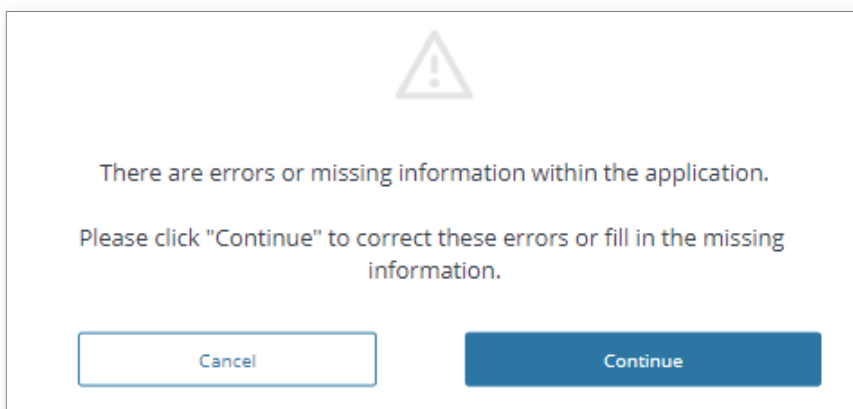 There are errors or missing information within the application.
Please click "Continue" to correct these errors or fill in the missing
information.
Cancel
Continue